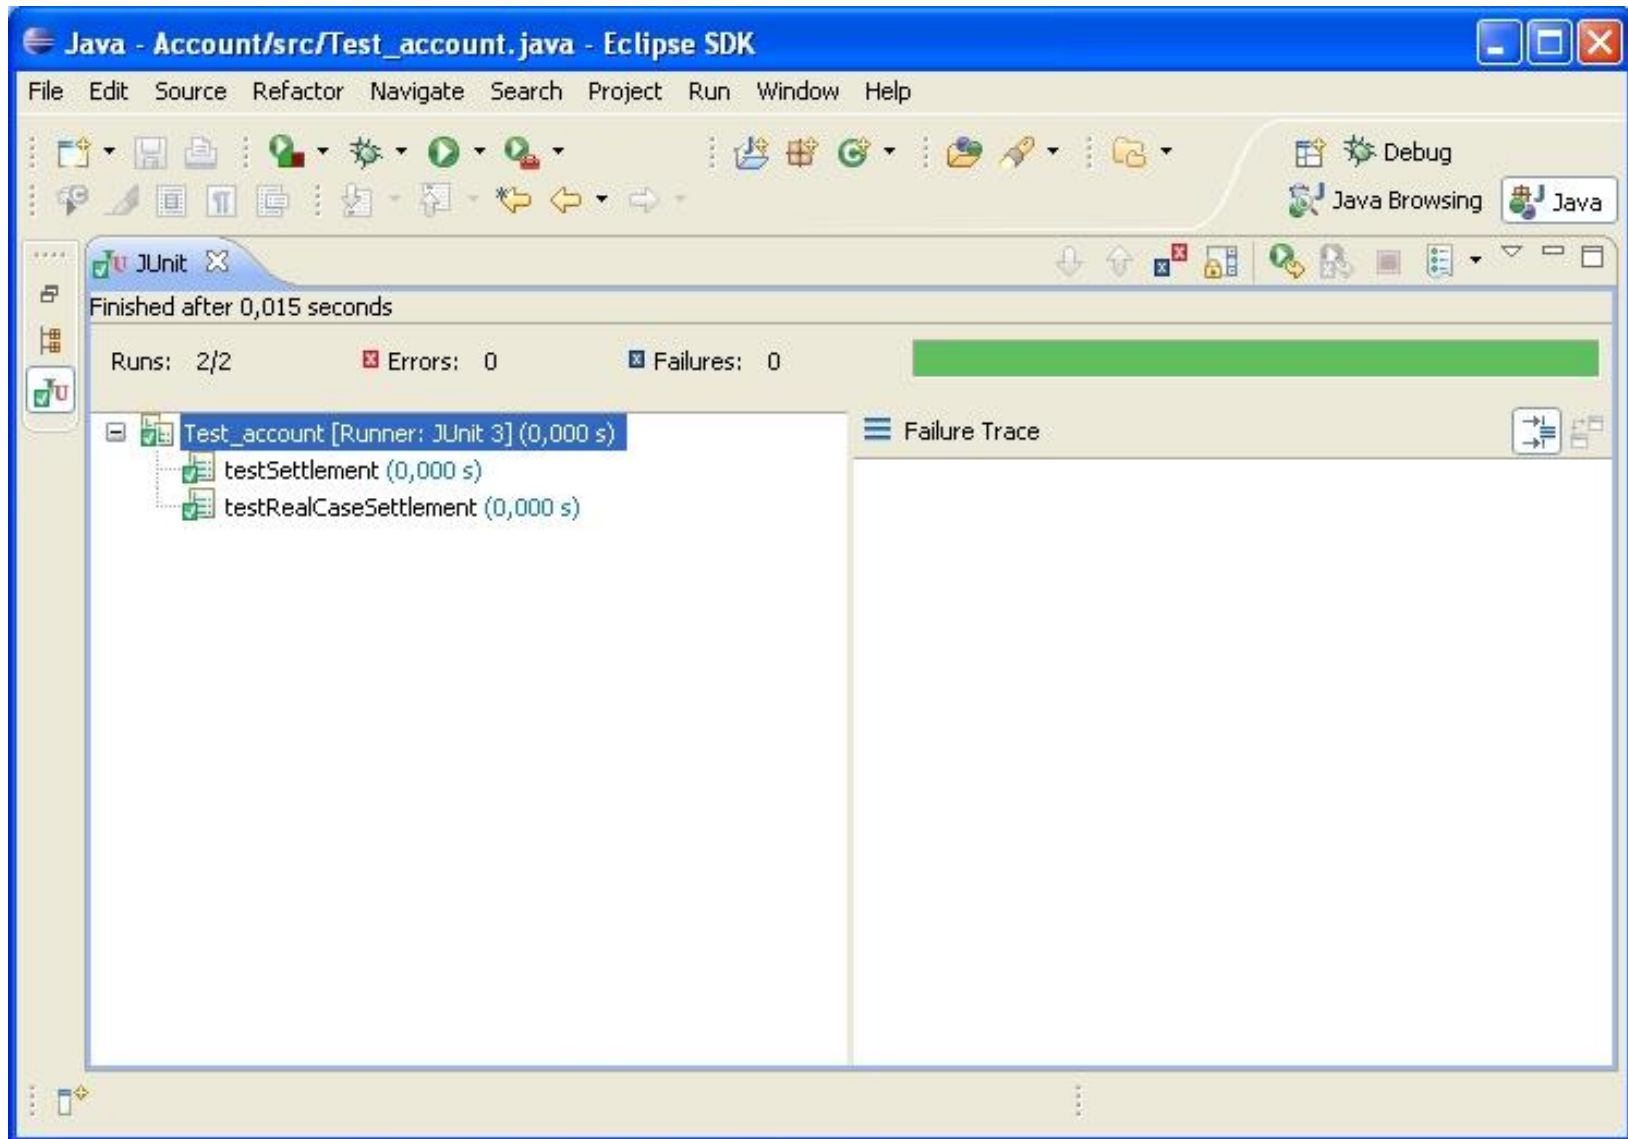 Java - Account/src/Test_account.java - Eclipse SDK
File Edit Source Refactor Navigate Search Project Run Window Help
Debug
Java Browsing Java
JUnit
Finished after 0,015 seconds
Runs: 2/2 Errors: 0 Failures: 0
Test_account [Runner: JUnit 3] (0,000 s)
Failure Trace
testSettlement (0,000 s)
testRealCaseSettlement (0,000 s)